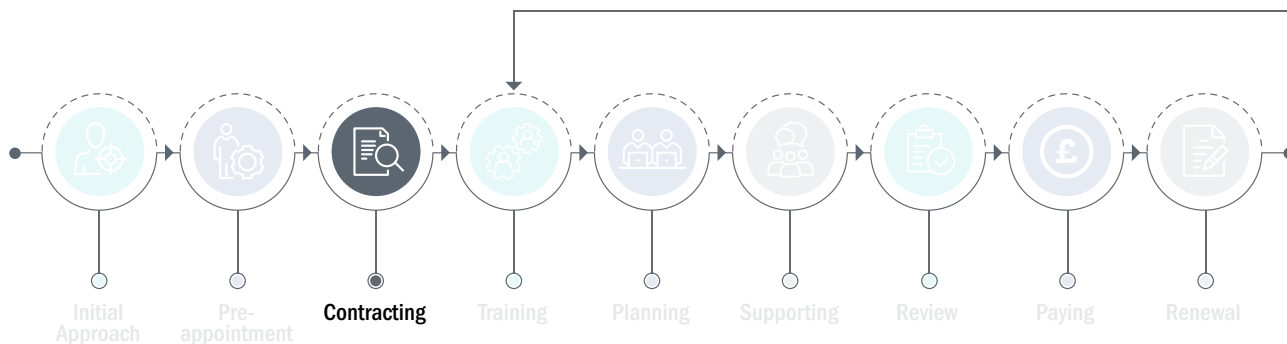 £
Initial
Approach
Pre-
appointment
Contracting
Training
Planning
Supporting
Review
Paying
Renewal